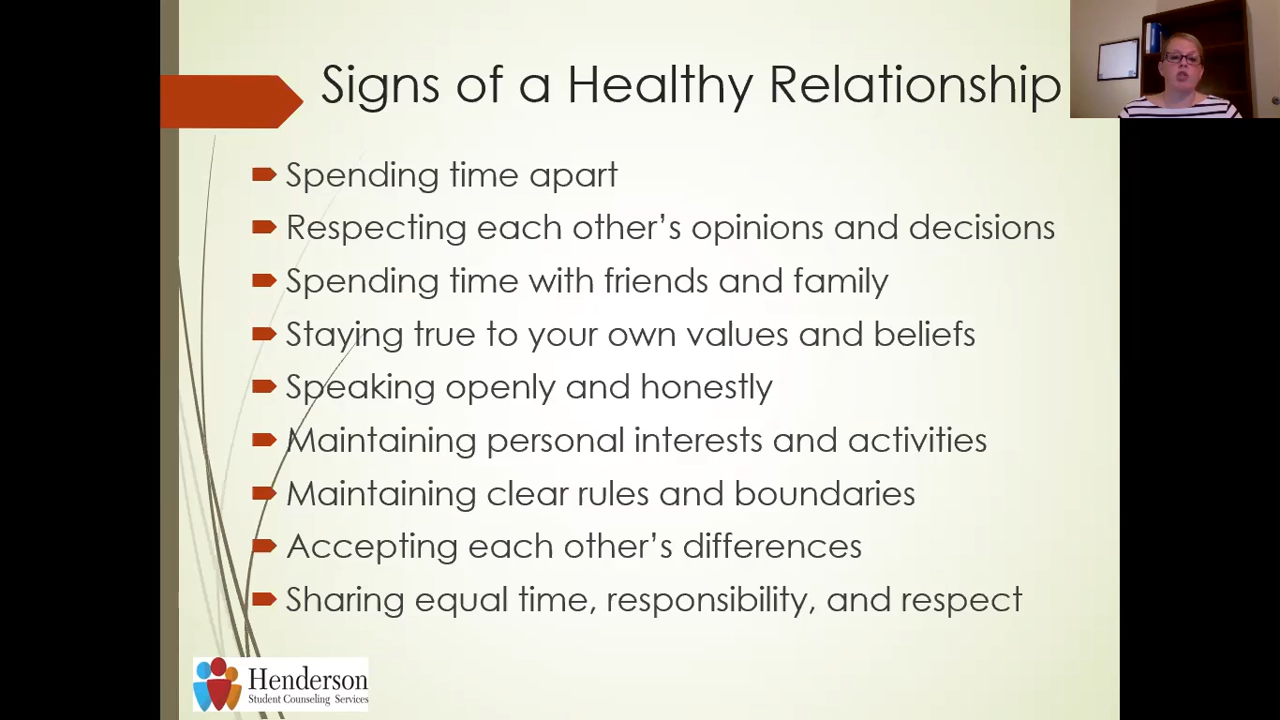 Signs of a Healthy Relationship
Spending time apart
Respecting each other’s opinions and decisions
Spending time with friends and family
Staying true to your own values and beliefs
Speaking openly and honestly
Maintaining personal interests and activities
Maintaining clear rules and boundaries
Accepting each other’s differences
Sharing equal time, responsibility, and respect
Henderson
Student Counseling Services